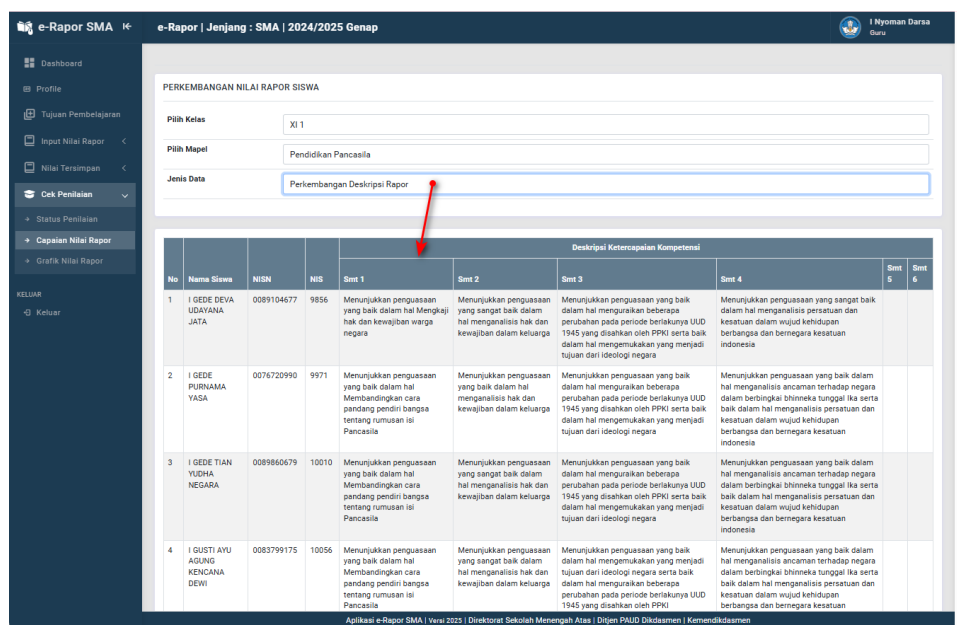 e-Rapor SMA
e-Rapor | Jenjang : SMA | 2024/2025 Genap
I Nyoman Darsa
Guru
Dashboard
Profile
Tujuan Pembelajaran
Input Nilai Rapor
Nilai Tersimpan
Cek Penilaian
Status Penilaian
Capaian Nilai Rapor
Grafik Nilai Rapor
KELUAR
Keluar
PERKEMBANGAN NILAI RAPOR SISWA
Pilih Kelas
XI 1
Pilih Mapel
Pendidikan Pancasila
Jenis Data
Perkembangan Deskripsi Rapor
Deskripsi Ketercapaian Kompetensi
No Nama Siswa NISN NIS Smt 1 Smt 2 Smt 3 Smt 4 Smt 5 Smt 6
1
I GEDE DEVA
UDAYANA
JATA
0089104677
9856
Menunjukkan penguasaan
yang baik dalam hal Mengkaji
hak dan kewajiban warga
negara
Menunjukkan penguasaan
yang sangat baik dalam
hal menganalisis hak dan
kewajiban dalam keluarga
Menunjukkan penguasaan yang baik
dalam hal menguraikan beberapa
perubahan pada periode berlakunya UUD
1945 yang disahkan oleh PPKI serta baik
dalam hal mengemukakan yang menjadi
tujuan dari ideologi negara
Menunjukkan penguasaan yang sangat baik
dalam hal menganalisis persatuan dan
kesatuan dalam wujud kehidupan
berbangsa dan bernegara kesatuan
indonesia
2
I GEDE
PURNAMA
YASA
0076720990
9971
Menunjukkan penguasaan
yang baik dalam hal
Membandingkan cara
pandang pendiri bangsa
tentang rumusan isi
Pancasila
Menunjukkan penguasaan
yang baik dalam hal
menganalisis hak dan
kewajiban dalam keluarga
Menunjukkan penguasaan yang baik
dalam hal menguraikan beberapa
perubahan pada periode berlakunya UUD
1945 yang disahkan oleh PPKI serta baik
dalam hal mengemukakan yang menjadi
tujuan dari ideologi negara
Menunjukkan penguasaan yang baik dalam
hal menganalisis ancaman terhadap negara
dalam berbingkai bhinneka tunggal Ika serta
baik dalam hal menganalisis persatuan dan
kesatuan dalam wujud kehidupan
berbangsa dan bernegara kesatuan
indonesia
3
I GEDE TIAN
YUDHA
NEGARA
0089860679
10010
Menunjukkan penguasaan
yang baik dalam hal
Membandingkan cara
pandang pendiri bangsa
tentang rumusan isi
Pancasila
Menunjukkan penguasaan
yang sangat baik dalam
hal menganalisis hak dan
kewajiban dalam keluarga
Menunjukkan penguasaan yang baik
dalam hal menguraikan beberapa
perubahan pada periode berlakunya UUD
1945 yang disahkan oleh PPKI serta baik
dalam hal mengemukakan yang menjadi
tujuan dari ideologi negara
Menunjukkan penguasaan yang baik dalam
hal menganalisis ancaman terhadap negara
dalam berbingkai bhinneka tunggal Ika serta
baik dalam hal menganalisis persatuan dan
kesatuan dalam wujud kehidupan
berbangsa dan bernegara kesatuan
indonesia
4
I GUSTI AYU
AGUNG
KENCANA
DEWI
0083799175
10056
Menunjukkan penguasaan
yang baik dalam hal
Membandingkan cara
pandang pendiri bangsa
tentang rumusan isi
Pancasila
Menunjukkan penguasaan
yang sangat baik dalam
hal menganalisis hak dan
kewajiban dalam keluarga
Menunjukkan penguasaan yang baik
dalam hal mengemukakan yang menjadi
tujuan dari ideologi negara serta baik
dalam hal menguraikan beberapa
perubahan pada periode berlakunya UUD
1945 yang disahkan oleh PPKI
Menunjukkan penguasaan yang baik dalam
hal menganalisis ancaman terhadap negara
dalam berbingkai bhinneka tunggal Ika serta
baik dalam hal menganalisis persatuan dan
kesatuan dalam wujud kehidupan
berbangsa dan bernegara kesatuan
Aplikasi e-Rapor SMA | Versi 2025 | Direktorat Sekolah Menengah Atas | Ditjen PAUD Dikdasmen | Kemendikdasmen